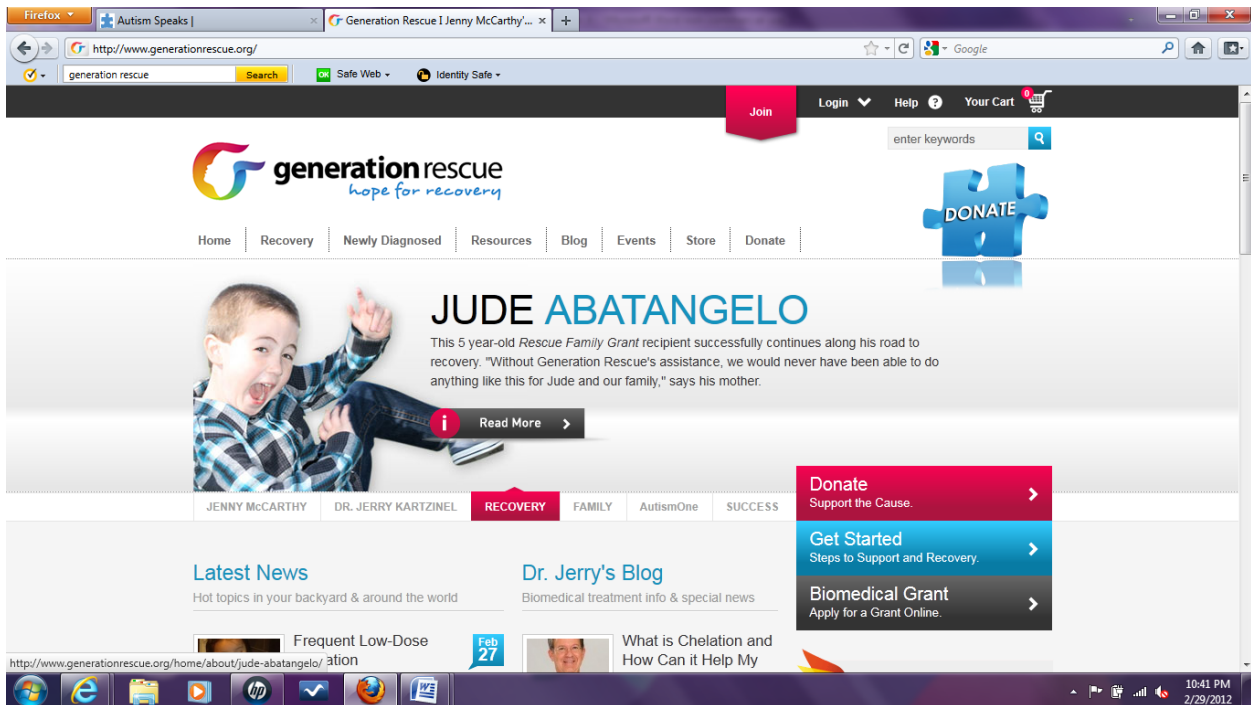 Firefox
Autism Speaks |
Generation Rescue I Jenny McCarthy'...
http://www.generationrescue.org/
Google
generation rescue
Search
OK Safe Web
Identity Safe
Join
Login
Help ?
Your Cart
0
enter keywords
generation rescue
hope for recovery
DONATE
Home
Recovery
Newly Diagnosed
Resources
Blog
Events
Store
Donate
JUDE ABATANGELO
This 5 year-old Rescue Family Grant recipient successfully continues along his road to
recovery. "Without Generation Rescue's assistance, we would never have been able to do
anything like this for Jude and our family," says his mother.
i Read More
JENNY McCARTHY
DR. JERRY KARTZINEL
RECOVERY
FAMILY
AutismOne
SUCCESS
Donate
Support the Cause.
Get Started
Steps to Support and Recovery.
Biomedical Grant
Apply for a Grant Online.
Latest News
Hot topics in your backyard & around the world
Dr. Jerry's Blog
Biomedical treatment info & special news
Frequent Low-Dose
ation
Feb
27
What is Chelation and
How Can it Help My
http://www.generationrescue.org/home/about/jude-abatangelo/
hp
W
10:41 PM
2/29/2012